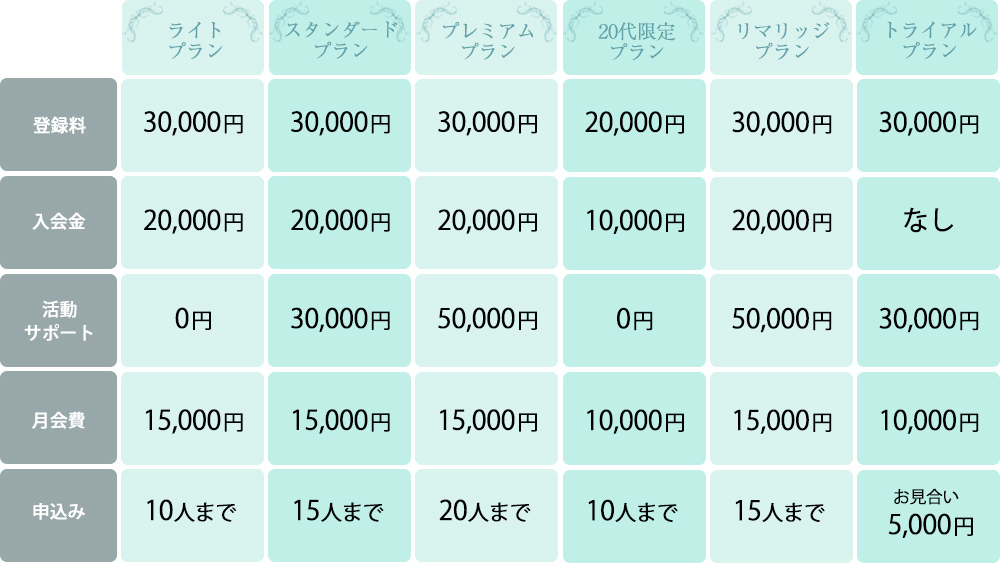 ライト
プラン
スタンダード
プラン
プレミアム
プラン
20代限定
プラン
リマリッジ
プラン
トライアル
プラン
登録料
30,000円
30,000円
30,000円
20,000円
30,000円
30,000円
入会金
20,000円
20,000円
20,000円
10,000円
20,000円
なし
活動
サポート
0円
30,000円
50,000円
0円
50,000円
30,000円
月会費
15,000円
15,000円
15,000円
10,000円
15,000円
10,000円
申込み
10人まで
15人まで
20人まで
10人まで
15人まで
お見合い
5,000円